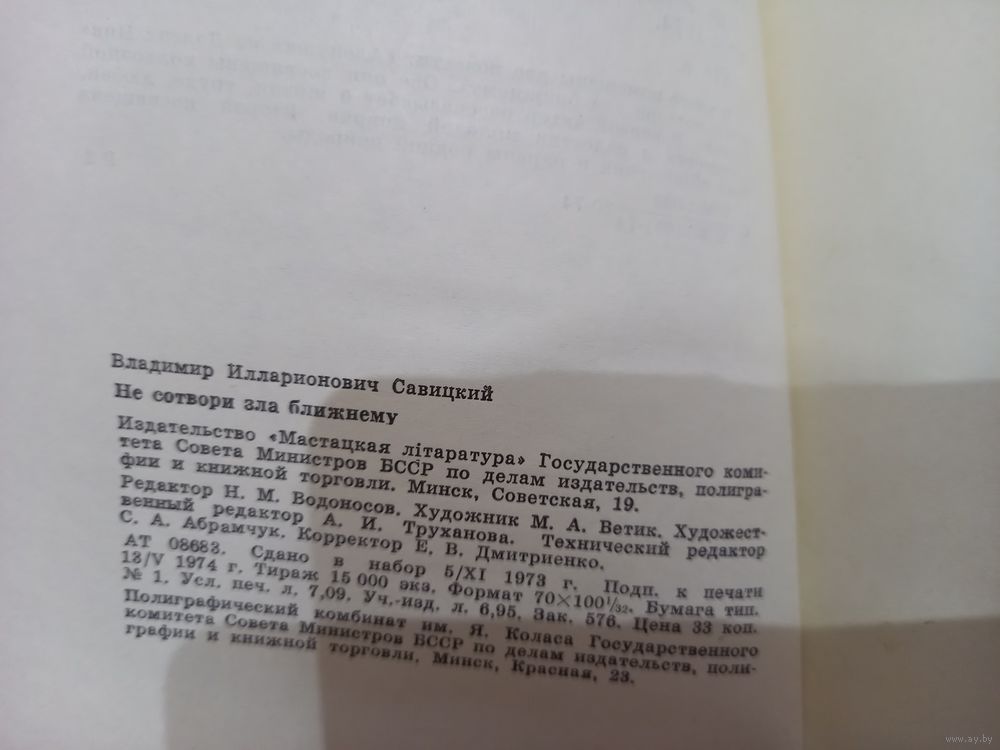 Владимир Илларионович Савицкий
Не сотвори зла ближнему
Издательство «Мастацкая літаратура» Государственного коми-
тета Совета Министров БССР по делам издательств, полигра-
фии и книжной торговли. Минск, Советская, 19.
Редактор Н. М. Водоносов. Художник М. А. Ветик. Художест-
венный редактор А. И. Труханова. Технический редактор
С. А. Абрамчук. Корректор Е. В. Дмитриенко.
АТ 08683. Сдано в набор 5/XI 1973 г. Подп. к печати
13/V 1974 г. Тираж 15 000 экз. Формат 70×100¹/₃₂. Бумага тип.
№ 1. Усл. печ. л. 7,09. Уч.-изд. л. 6,95. Зак. 576. Цена 33 коп.
Полиграфический комбинат им. Я. Коласа Государственного
комитета Совета Министров БССР по делам издательств, поли-
графии и книжной торговли. Минск, Красная, 23.
www.ay.by